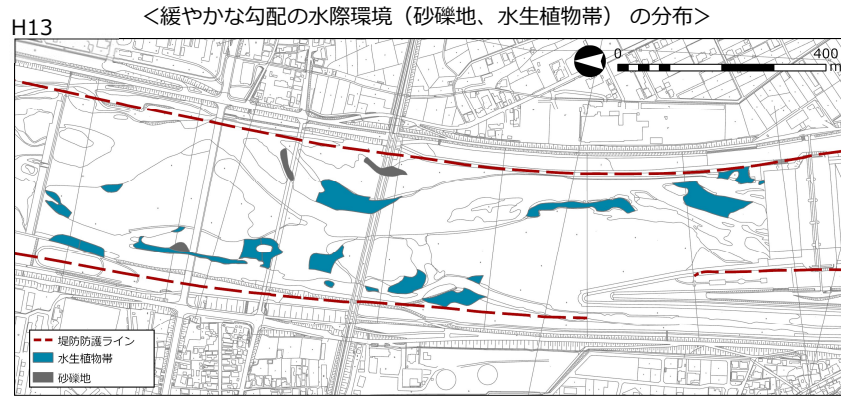 <緩やかな勾配の水際環境（砂礫地、水生植物帯） の分布>
H13
0 400
m
堤防防護ライン
水生植物帯
砂礫地